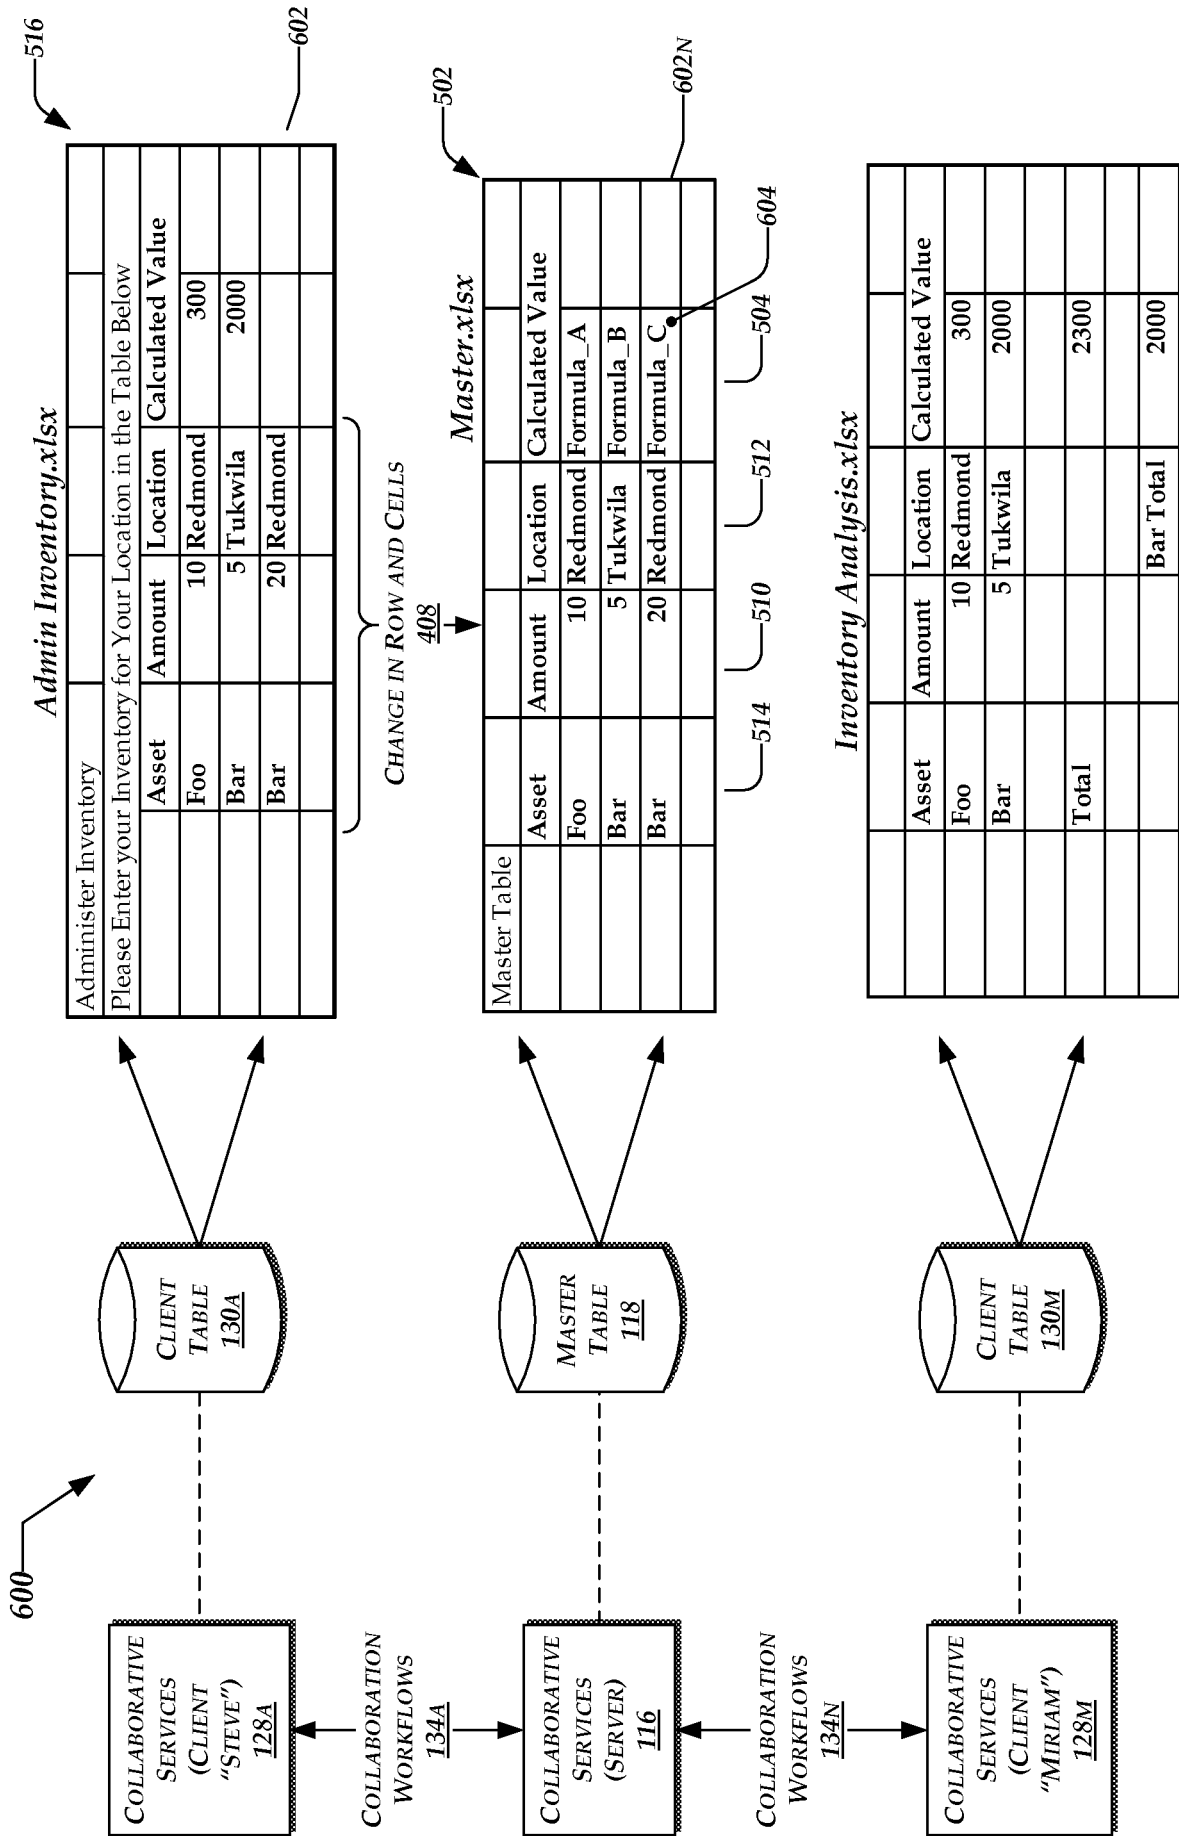 600
516
Admin Inventory.xlsx
Administer Inventory
Please Enter your Inventory for Your Location in the Table Below
Asset Amount Location Calculated Value
Foo 10 Redmond 300
Bar 5 Tukwila 2000
Bar 20 Redmond
602
COLLABORATIVE
SERVICES
(CLIENT
“STEVE”)
128A
CLIENT
TABLE
130A
CHANGE IN ROW AND CELLS
408
COLLABORATION
WORKFLOWS
134A
502
Master.xlsx
Master Table
Asset Amount Location Calculated Value
Foo 10 Redmond Formula_A
Bar 5 Tukwila Formula_B
Bar 20 Redmond Formula_C
602N
514
510
512
504
604
COLLABORATIVE
SERVICES
(SERVER)
116
MASTER
TABLE
118
COLLABORATION
WORKFLOWS
134N
Inventory Analysis.xlsx
Asset Amount Location Calculated Value
Foo 10 Redmond 300
Bar 5 Tukwila 2000
Total 2300
Bar Total 2000
COLLABORATIVE
SERVICES
(CLIENT
“MIRIAM”)
128M
CLIENT
TABLE
130M